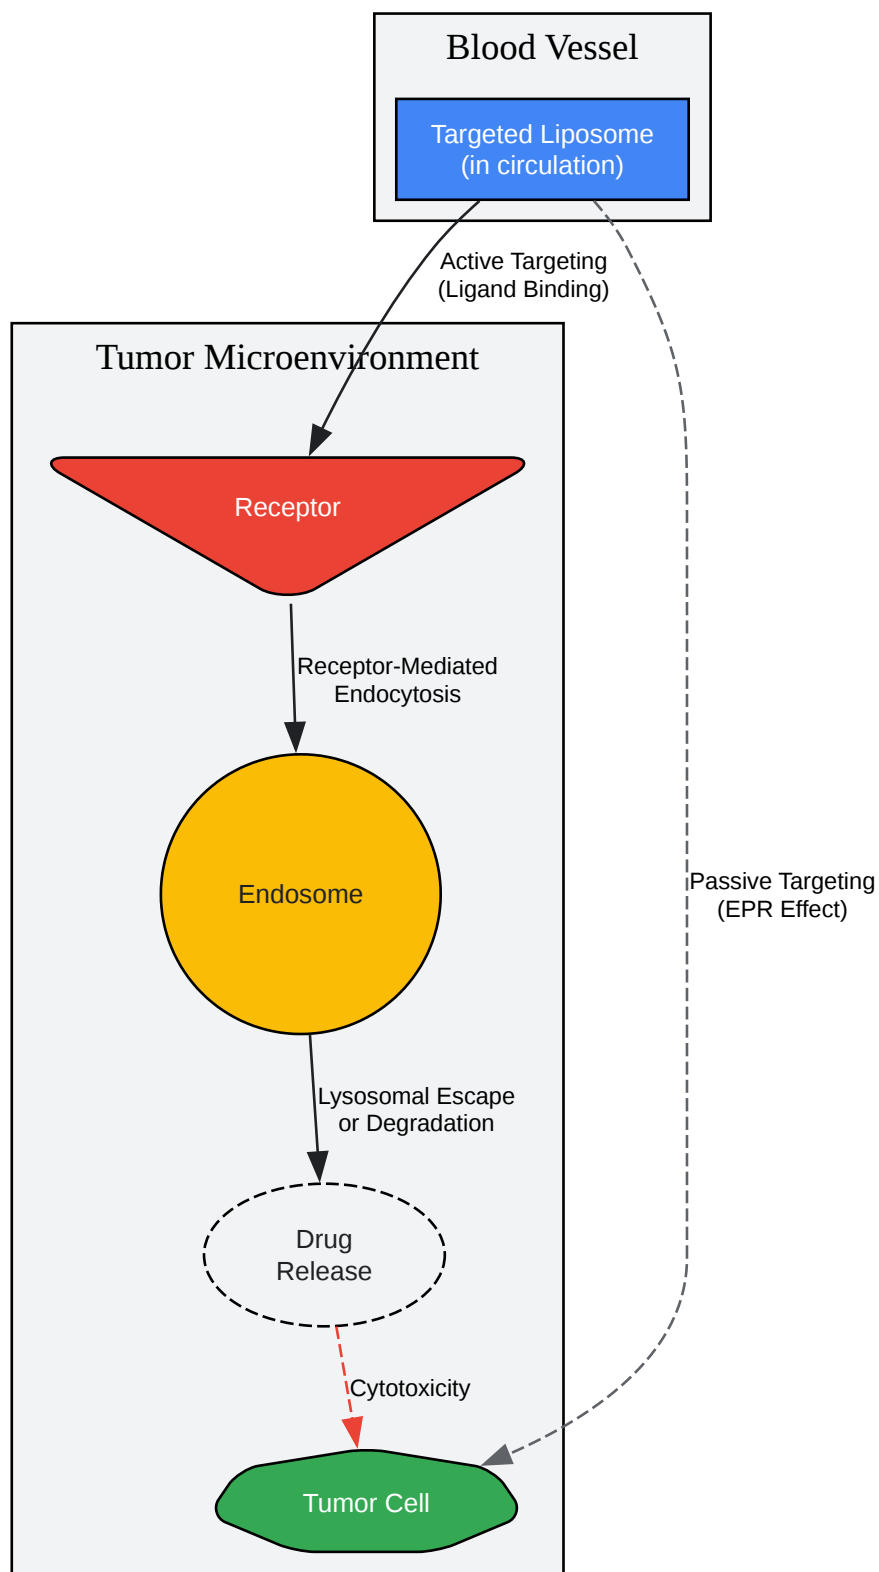 Blood Vessel
Targeted Liposome
(in circulation)
Active Targeting
(Ligand Binding)
Tumor Microenvironment
Receptor
Receptor-Mediated
Endocytosis
Endosome
Passive Targeting
(EPR Effect)
Lysosomal Escape
or Degradation
Drug
Release
Cytotoxicity
Tumor Cell